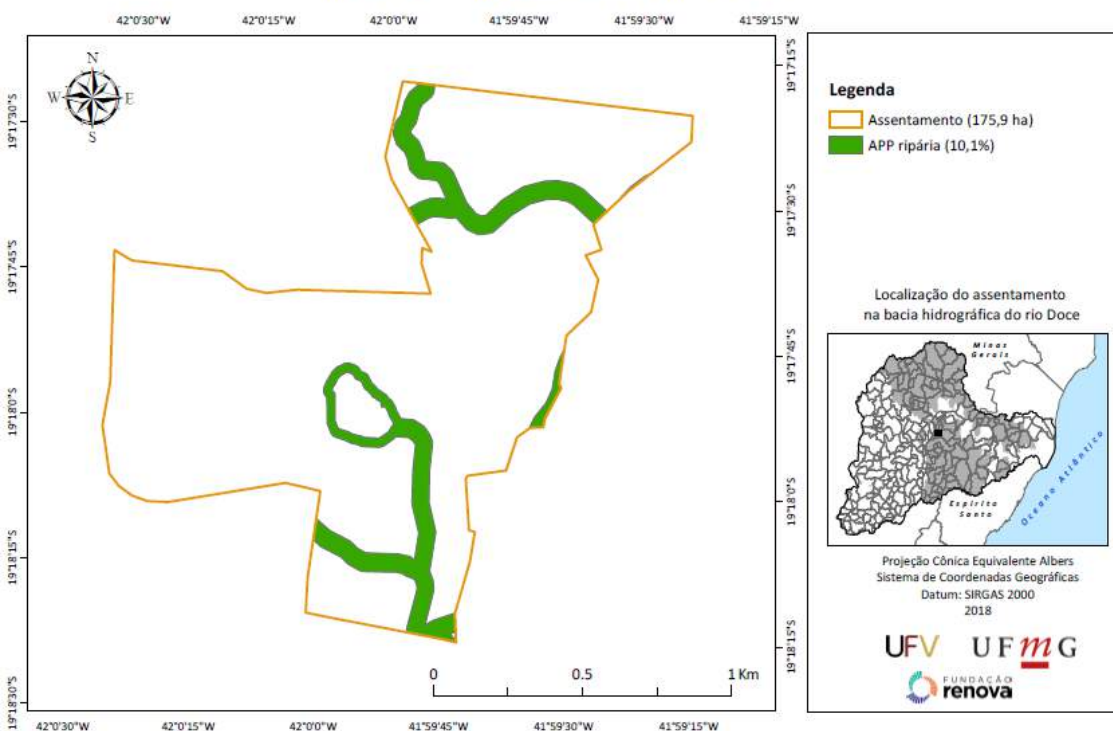 42°0'30"W 42°0'15"W 42°0'0"W 41°59'45"W 41°59'30"W 41°59'15"W
N
W E
S
19°17'30"S
19°17'45"S
19°18'0"S
19°18'15"S
19°18'30"S
19°17'15"S
19°17'30"S
19°17'45"S
19°18'0"S
19°18'15"S
0 0.5 1 Km
42°0'30"W 42°0'15"W 42°0'0"W 41°59'45"W 41°59'30"W 41°59'15"W
Legenda
Assentamento (175,9 ha)
APP ripária (10,1%)
Localização do assentamento
na bacia hidrográfica do rio Doce
Minas
Gerais
Espírito
Santo
Oceano Atlântico
Projeção Cônica Equivalente Albers
Sistema de Coordenadas Geográficas
Datum: SIRGAS 2000
2018
UFV UFmG
FUNDAÇÃO
renova